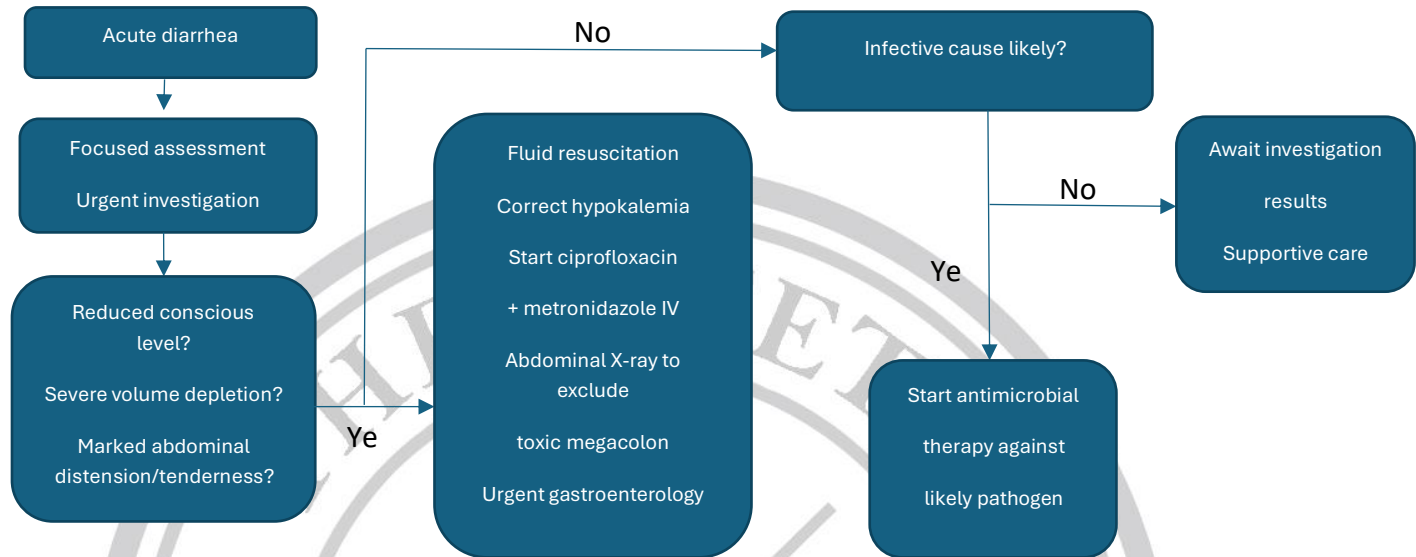 Acute diarrhea
Focused assessment
Urgent investigation
Reduced conscious
level?
Severe volume depletion?
Marked abdominal
distension/tenderness?
No
Ye
Fluid resuscitation
Correct hypokalemia
Start ciprofloxacin
+ metronidazole IV
Abdominal X-ray to
exclude
toxic megacolon
Urgent gastroenterology
Infective cause likely?
No
Ye
Await investigation
results
Supportive care
Start antimicrobial
therapy against
likely pathogen